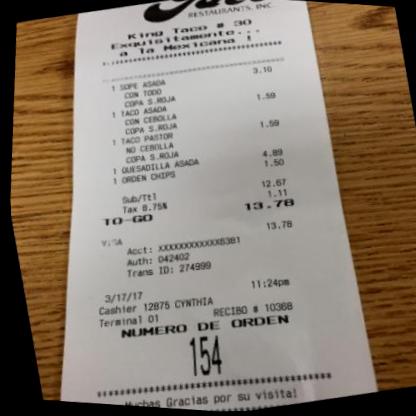 RESTAURANTS, INC.
King Taco # 30
Exquisitamente...
a la Mexicana !
1 SOPE ASADA 3.10
CON TODO
COPA S.ROJA
1 TACO ASADA 1.59
CON CEBOLLA
COPA S.ROJA
1 TACO PASTOR 1.59
NO CEBOLLA
COPA S.ROJA
1 QUESADILLA ASADA 4.89
1 ORDEN CHIPS 1.50
Sub/Ttl 12.67
Tax 8.75% 1.11
TO-GO 13.78
VISA 13.78
Acct: XXXXXXXXXXXX6381
Auth: 042402
Trans ID: 274999
3/17/17 11:24pm
Cashier 12875 CYNTHIA
Terminal 01 RECIBO # 10368
NUMERO DE ORDEN
154
Muchas Gracias por su visita!